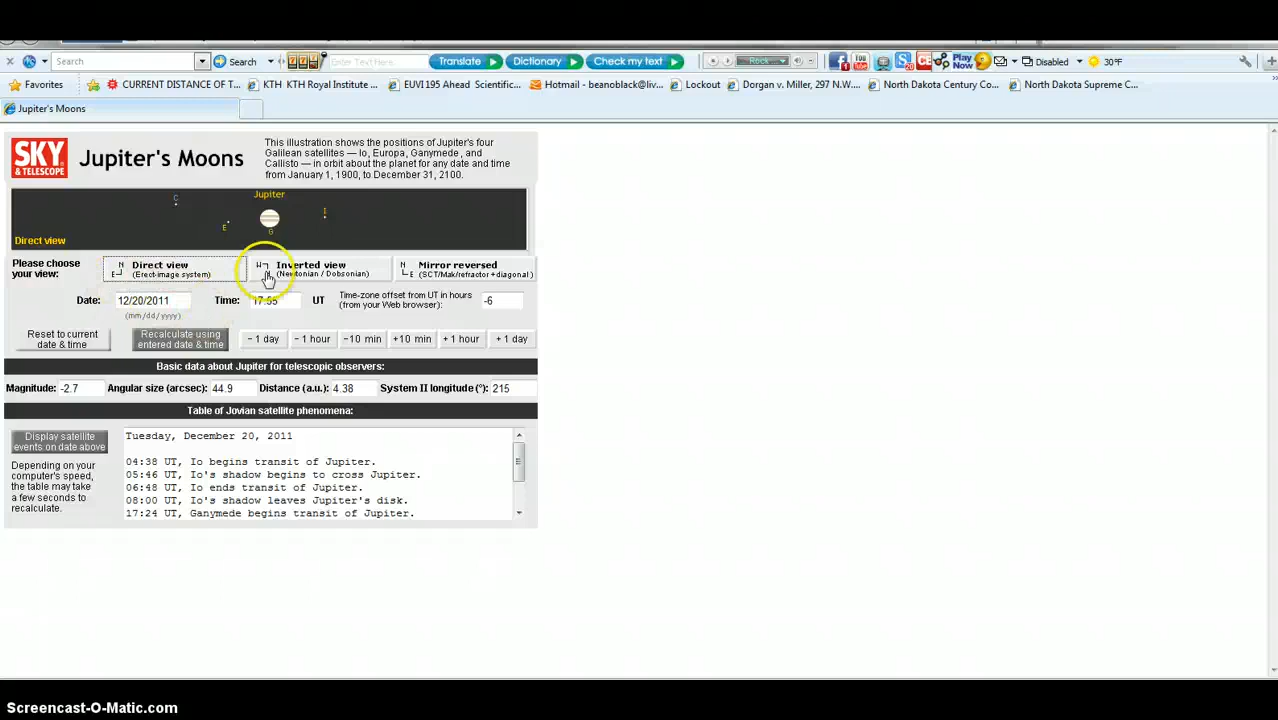 Search
Search
Enter Text Here...
Translate
Dictionary
Check my text
Rock
Play Now
Disabled
30°F
Favorites
CURRENT DISTANCE OF T...
KTH KTH Royal Institute ...
EUVI195 Ahead Scientific...
Hotmail - beanoblack@liv...
Lockout
Dorgan v. Miller, 297 N.W....
North Dakota Century Co...
North Dakota Supreme C...
Jupiter's Moons
SKY
& TELESCOPE
Jupiter's Moons
This illustration shows the positions of Jupiter's four
Galilean satellites — Io, Europa, Ganymede, and
Callisto — in orbit about the planet for any date and time
from January 1, 1900, to December 31, 2100.
Jupiter
C
I
E
G
Direct view
Please choose
your view:
N
E
Direct view
(Erect-image system)
W
N
Inverted view
(Newtonian / Dobsonian)
N
E
Mirror reversed
(SCT/Mak/refractor +diagonal)
Date:
12/20/2011
(mm/dd/yyyy)
Time:
17:55
UT
Time-zone offset from UT in hours
(from your Web browser):
-6
Reset to current
date & time
Recalculate using
entered date & time
− 1 day
− 1 hour
−10 min
+10 min
+ 1 hour
+ 1 day
Basic data about Jupiter for telescopic observers:
Magnitude: -2.7 Angular size (arcsec): 44.9 Distance (a.u.): 4.38 System II longitude (°): 215
Table of Jovian satellite phenomena:
Display satellite
events on date above
Depending on your
computer's speed,
the table may take
a few seconds to
recalculate.
Tuesday, December 20, 2011
04:38 UT, Io begins transit of Jupiter.
05:46 UT, Io's shadow begins to cross Jupiter.
06:48 UT, Io ends transit of Jupiter.
08:00 UT, Io's shadow leaves Jupiter's disk.
17:24 UT, Ganymede begins transit of Jupiter.
Screencast-O-Matic.com